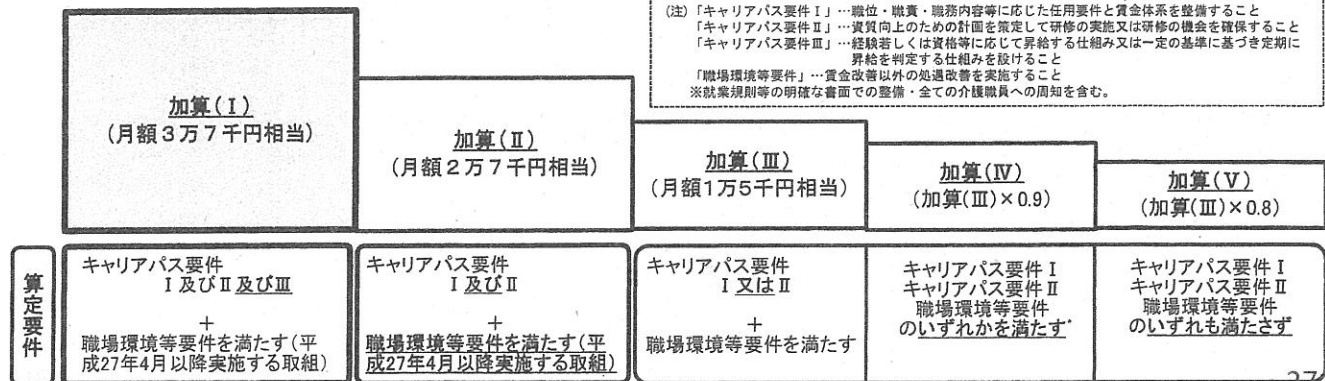 (注)「キャリアパス要件Ⅰ」…職位・職責・職務内容等に応じた任用要件と賃金体系を整備すること
「キャリアパス要件Ⅱ」…資質向上のための計画を策定して研修の実施又は研修の機会を確保すること
「キャリアパス要件Ⅲ」…経験若しくは資格等に応じて昇給する仕組み又は一定の基準に基づき定期に
昇給を判定する仕組みを設けること
「職場環境等要件」…賃金改善以外の処遇改善を実施すること
※就業規則等の明確な書面での整備・全ての介護職員への周知を含む。
加算(Ⅰ)
(月額3万7千円相当)
加算(Ⅱ)
(月額2万7千円相当)
加算(Ⅲ)
(月額1万5千円相当)
加算(Ⅳ)
(加算(Ⅲ)×0.9)
加算(Ⅴ)
(加算(Ⅲ)×0.8)
算定要件
キャリアパス要件
Ⅰ及びⅡ及びⅢ
+
職場環境等要件を満たす(平
成27年4月以降実施する取組)
キャリアパス要件
Ⅰ及びⅡ
+
職場環境等要件を満たす(平
成27年4月以降実施する取組)
キャリアパス要件
Ⅰ又はⅡ
+
職場環境等要件を満たす
キャリアパス要件Ⅰ
キャリアパス要件Ⅱ
職場環境等要件
のいずれかを満たす
キャリアパス要件Ⅰ
キャリアパス要件Ⅱ
職場環境等要件
のいずれも満たさず